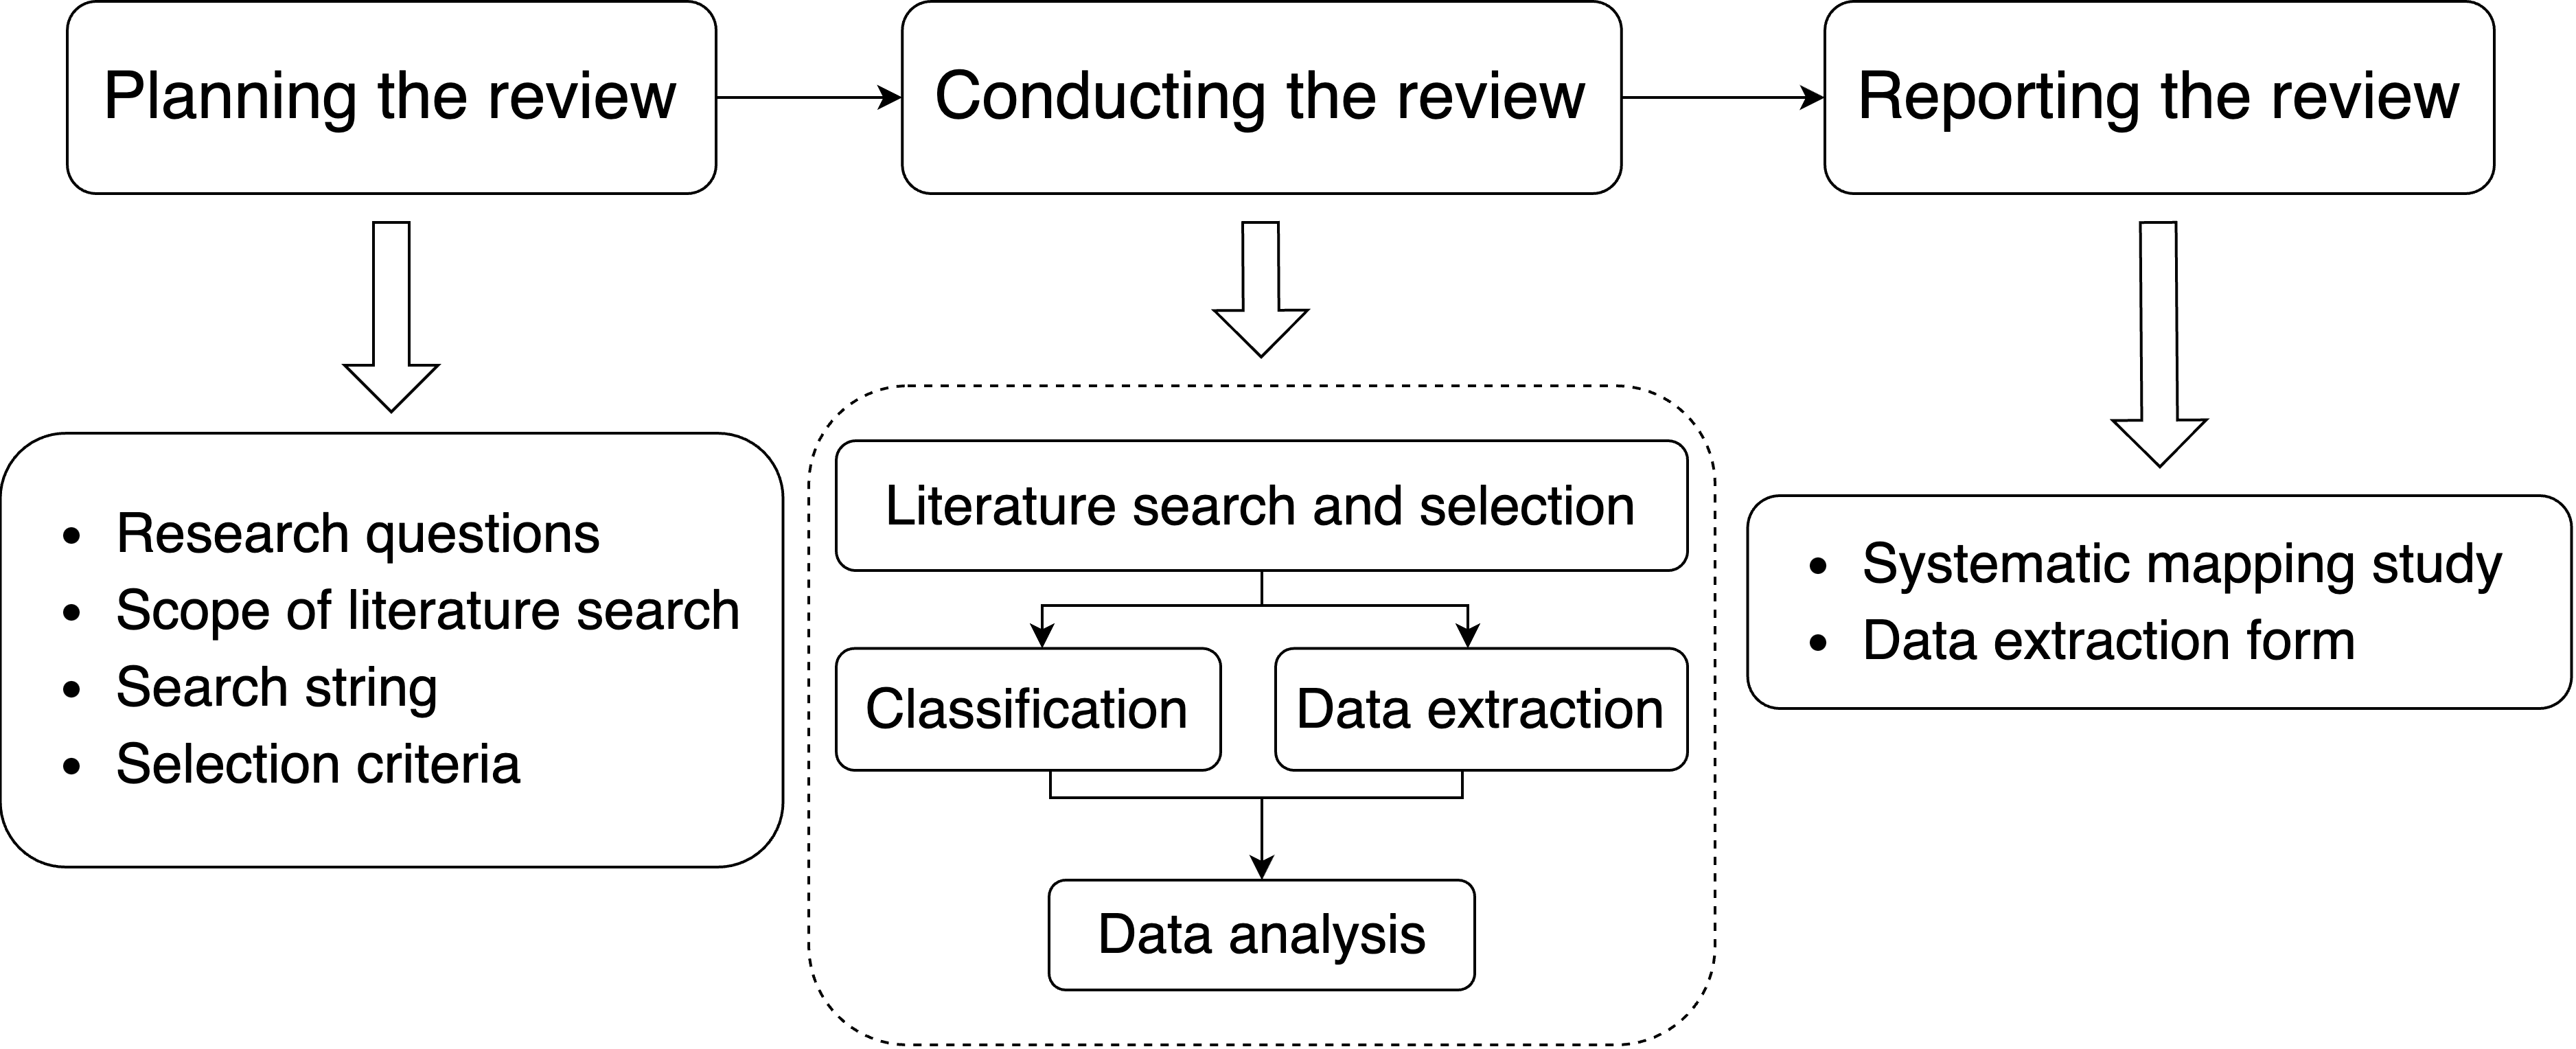 Planning the review
Conducting the review
Reporting the review
Research questions
Scope of literature search
Search string
Selection criteria
Literature search and selection
Classification
Data extraction
Data analysis
Systematic mapping study
Data extraction form